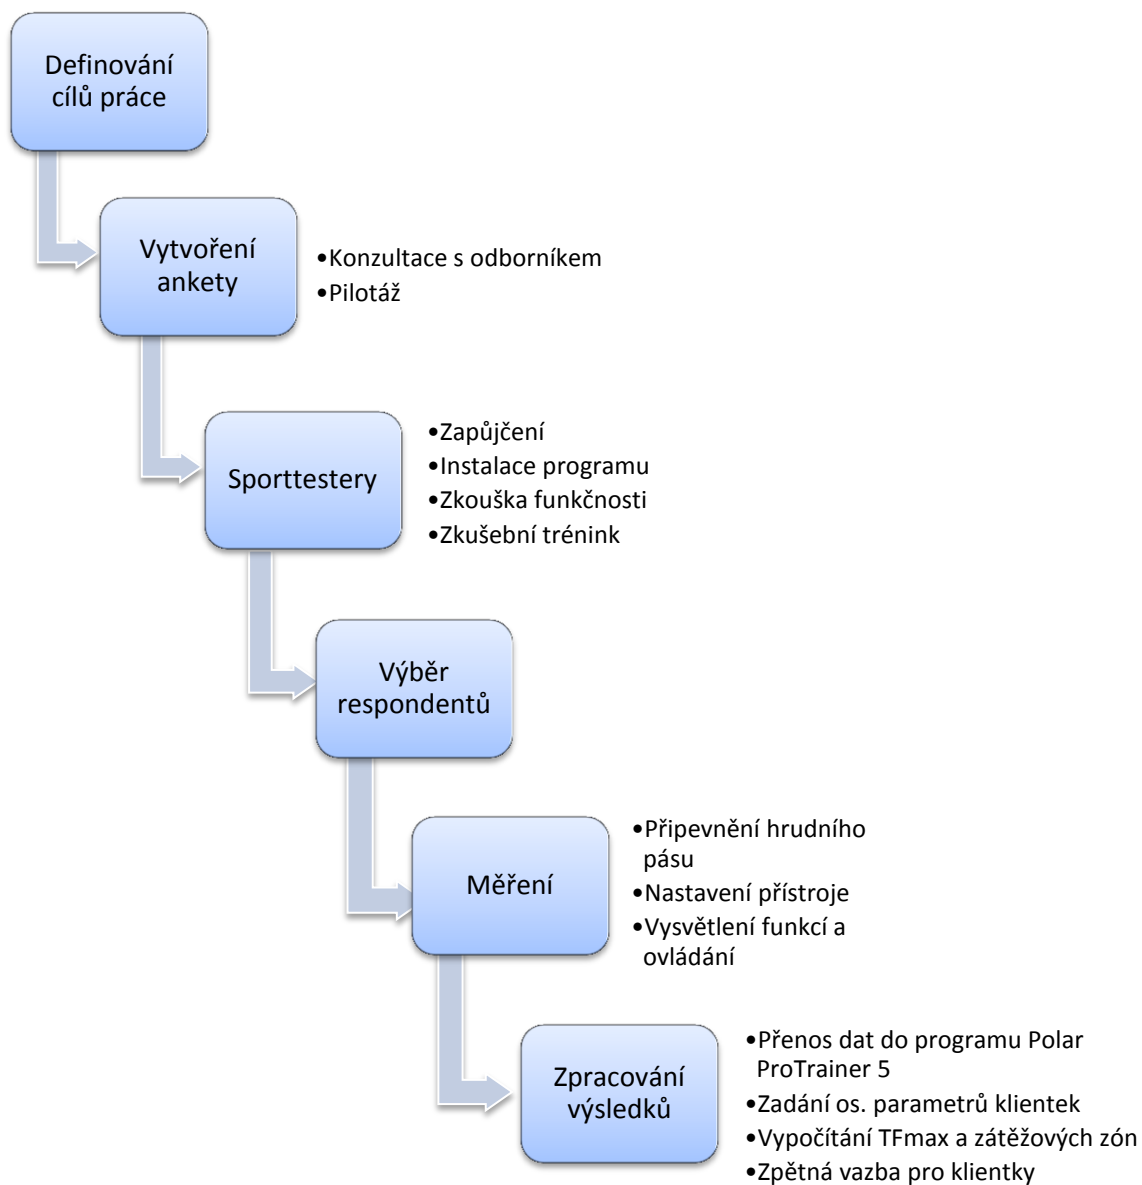 Definování
cílů práce
Vytvoření
ankety
•Konzultace s odborníkem
•Pilotáž
Sporttestery
•Zapůjčení
•Instalace programu
•Zkouška funkčnosti
•Zkušební trénink
Výběr
respondentů
Měření
•Připevnění hrudního
pásu
•Nastavení přístroje
•Vysvětlení funkcí a
ovládání
Zpracování
výsledků
•Přenos dat do programu Polar
ProTrainer 5
•Zadání os. parametrů klientek
•Vypočítání TFmax a zátěžových zón
•Zpětná vazba pro klientky